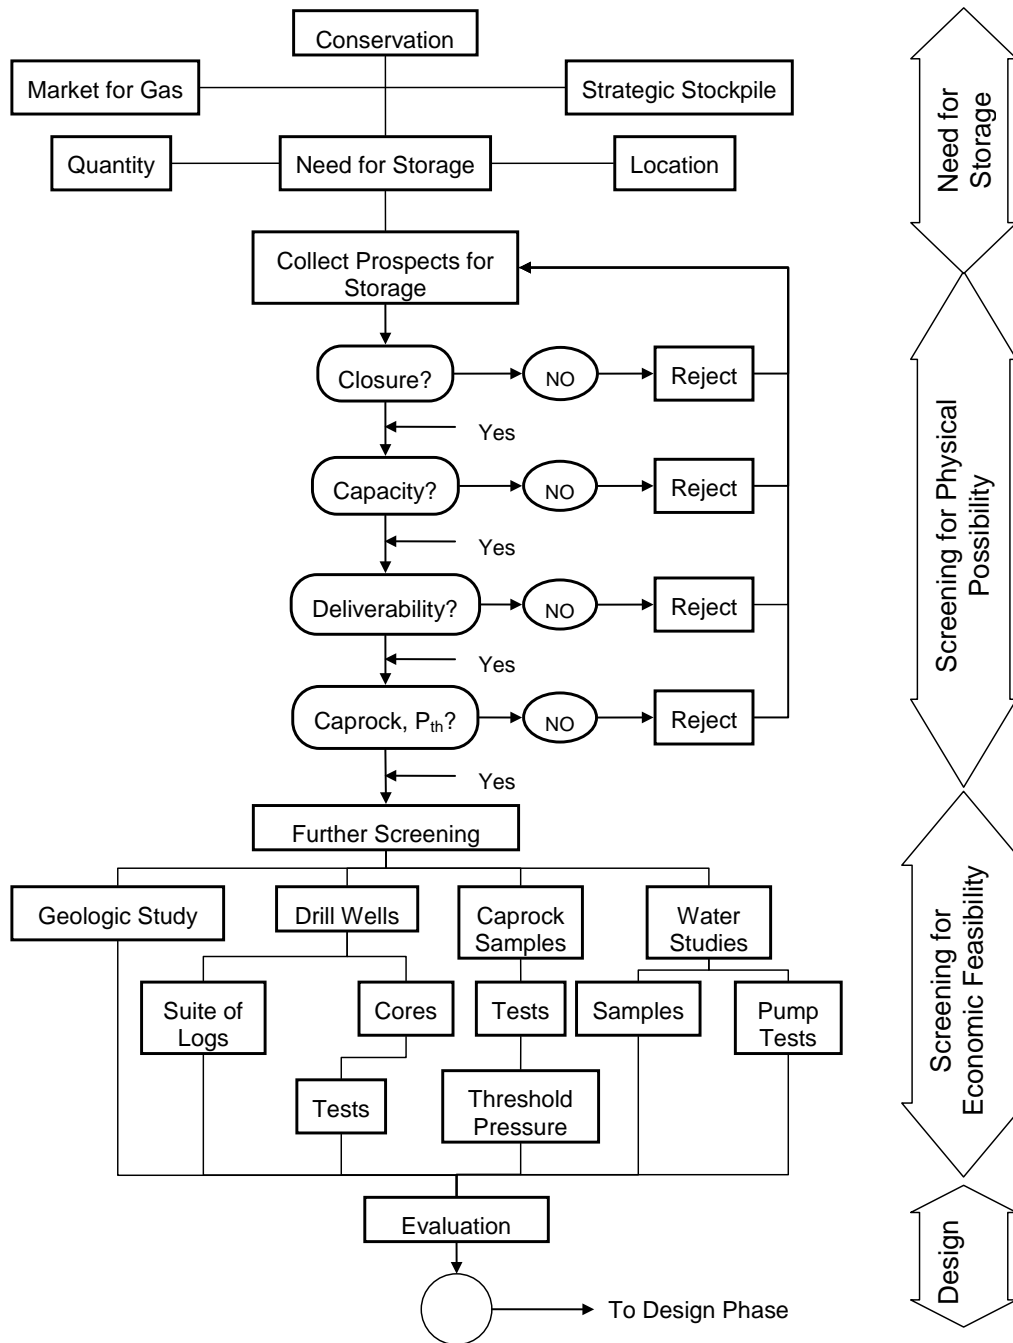 Conservation
Market for Gas
Strategic Stockpile
Quantity
Need for Storage
Location
Need for
Storage
Collect Prospects for
Storage
Closure?
NO
Reject
Yes
Capacity?
NO
Reject
Yes
Deliverability?
NO
Reject
Yes
Caprock, Pth?
NO
Reject
Yes
Screening for Physical
Possibility
Further Screening
Geologic Study
Drill Wells
Caprock
Samples
Water
Studies
Suite of
Logs
Cores
Tests
Samples
Pump
Tests
Tests
Threshold
Pressure
Screening for
Economic Feasibility
Evaluation
To Design Phase
Design